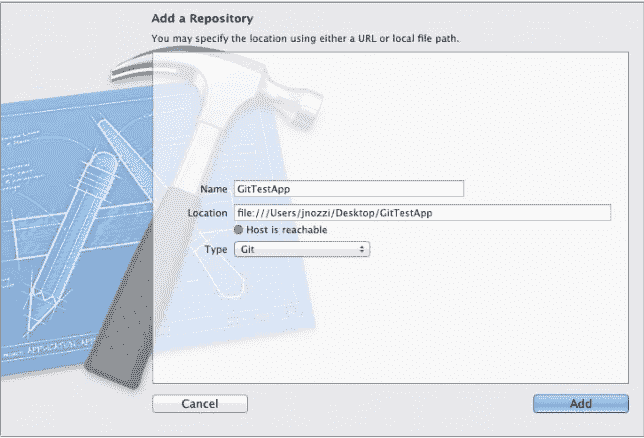 Add a Repository
You may specify the location using either a URL or local file path.
Name GitTestApp
Location file:///Users/jnozzi/Desktop/GitTestApp
Host is reachable
Type Git
Cancel Add